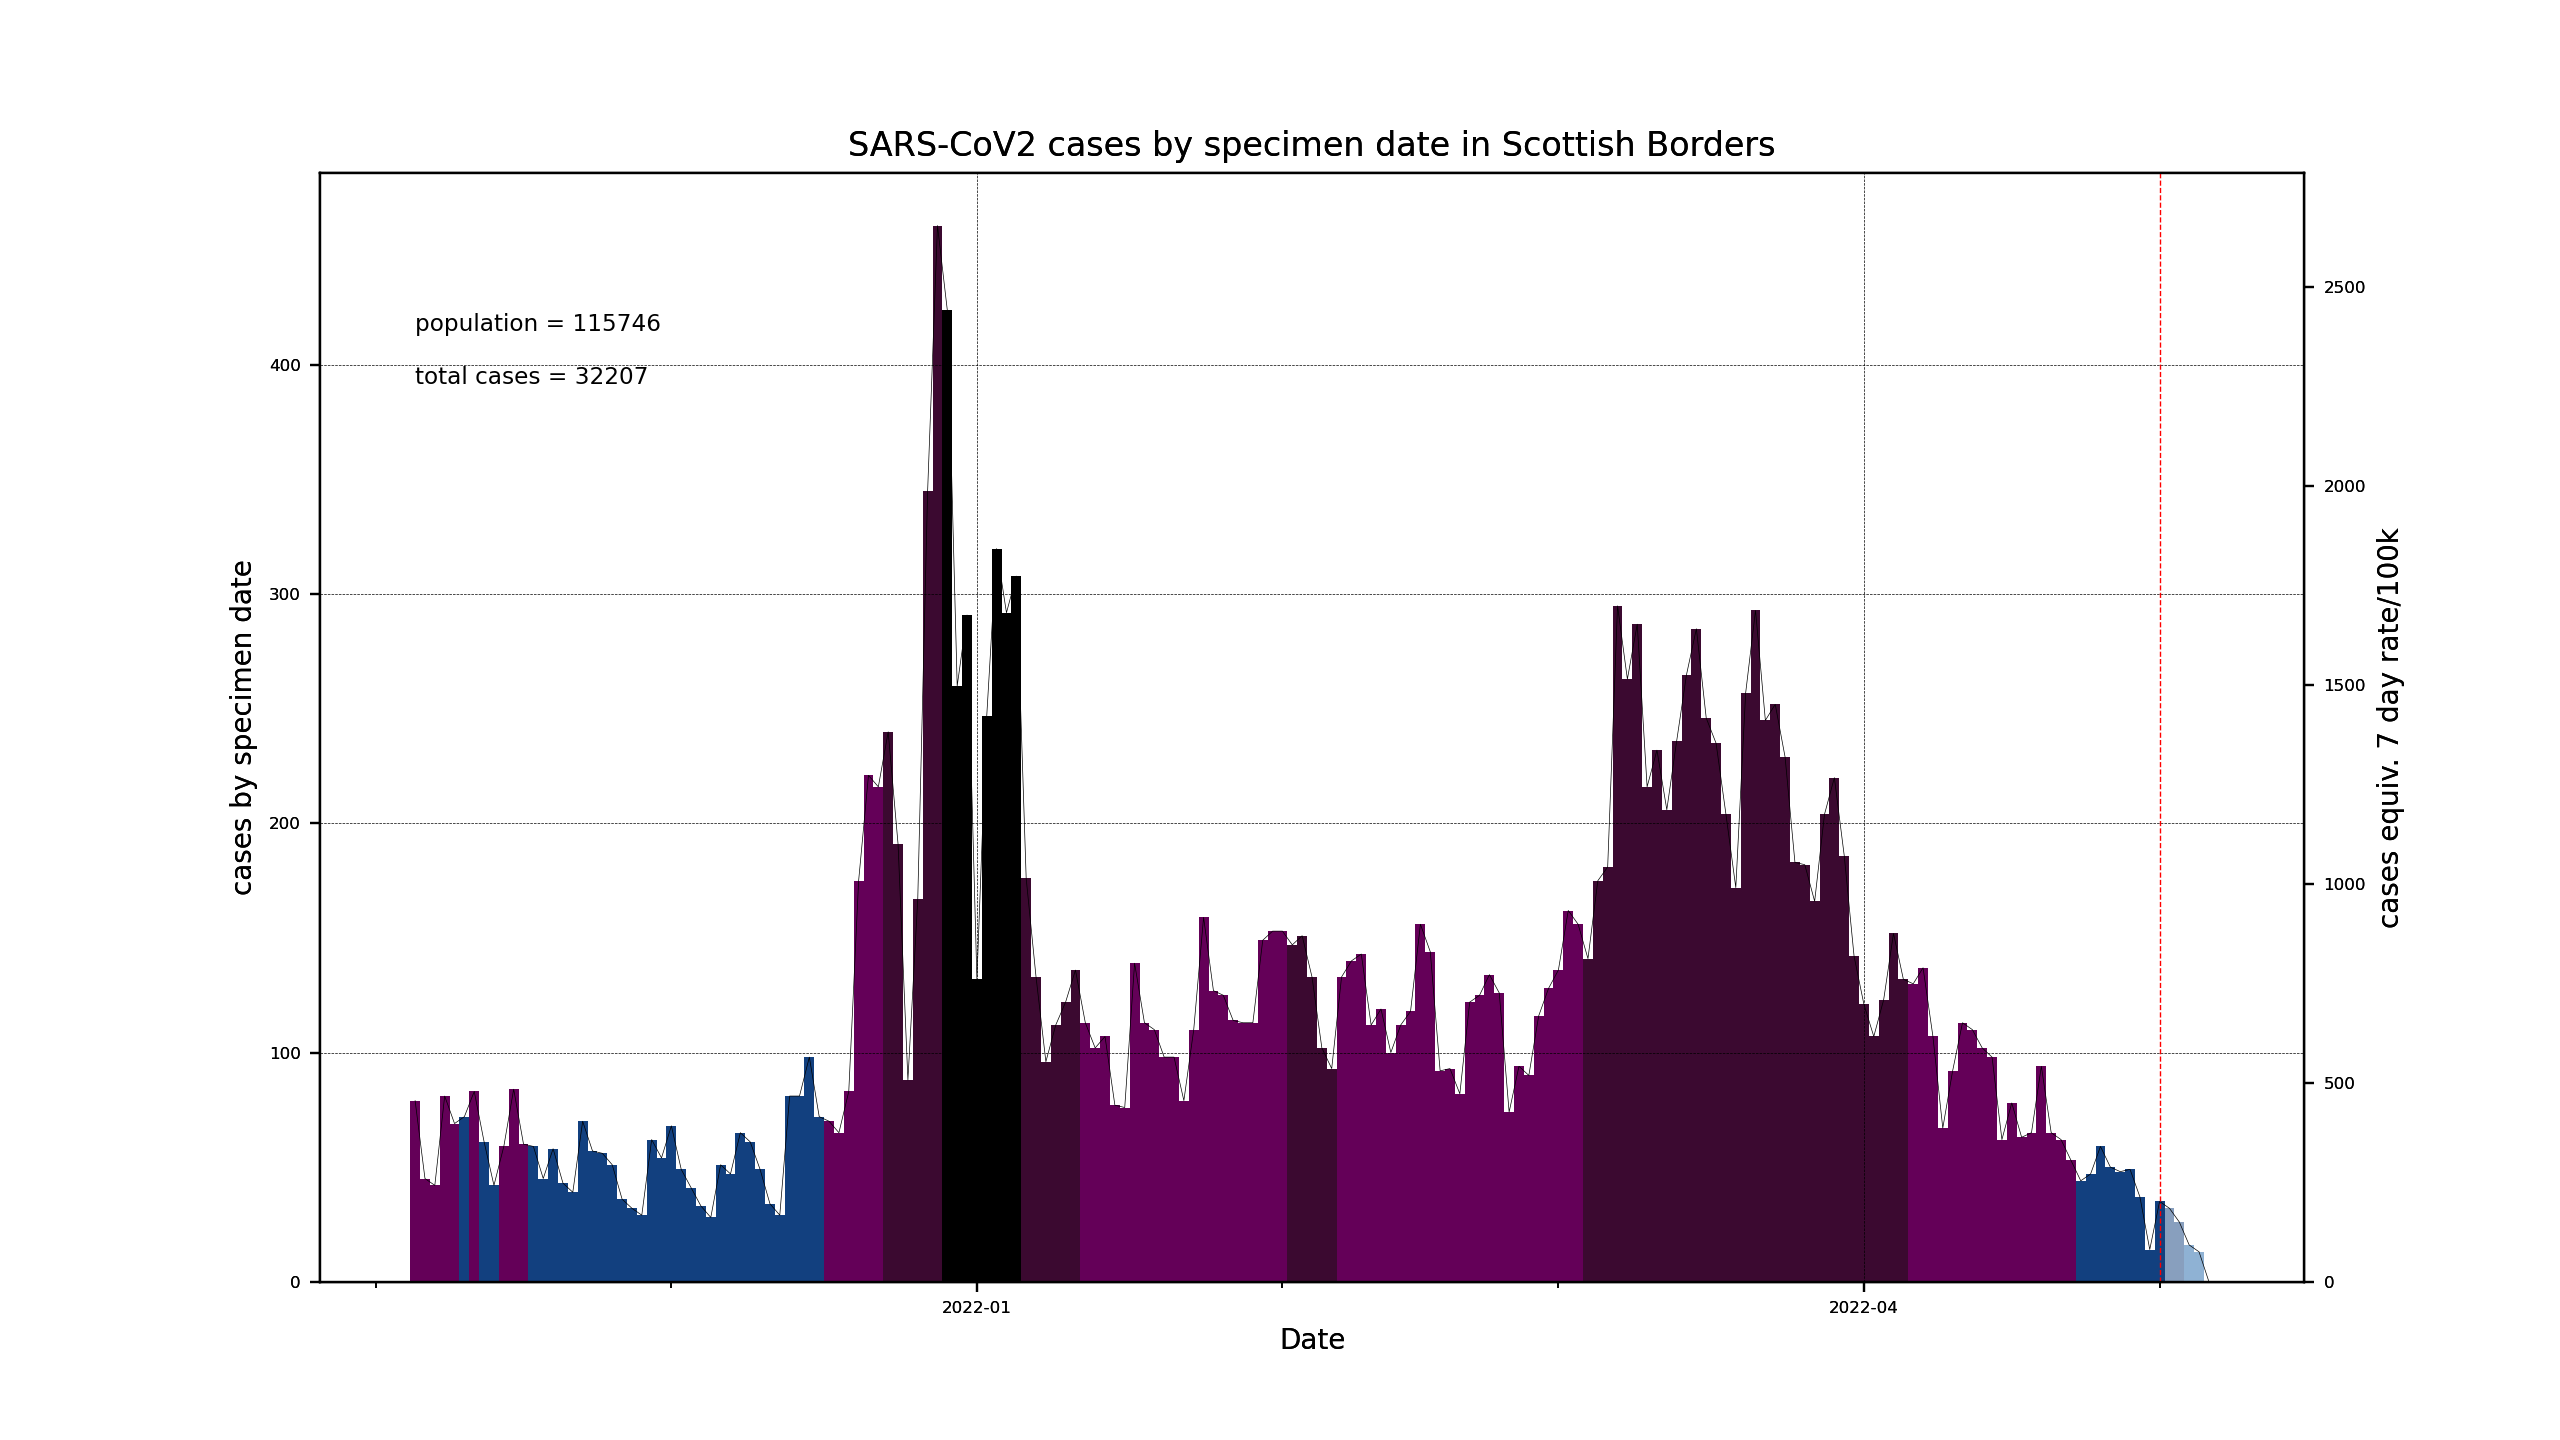 SARS-CoV2 cases by specimen date in Scottish Borders
population = 115746
total cases = 32207
cases by specimen date
400
300
200
100
0
2500
2000
1500
1000
500
0
cases equiv. 7 day rate/100k
2022-01
2022-04
Date